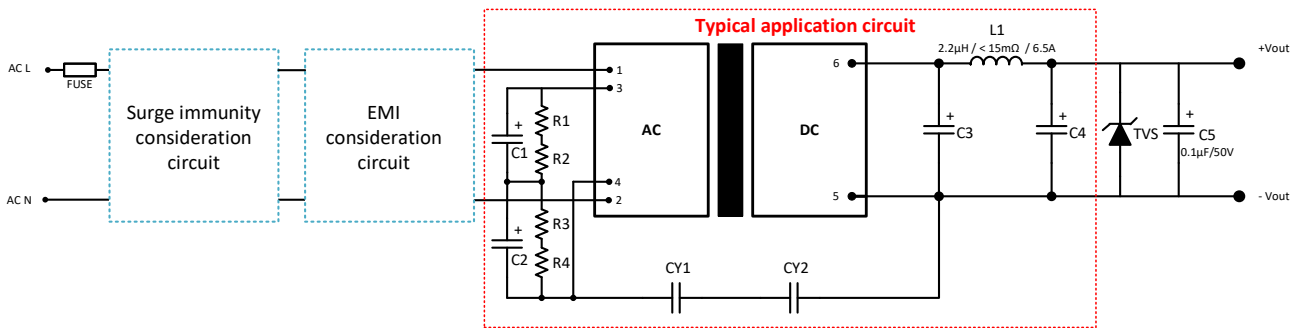 Typical application circuit
L1
2.2µH / < 15mΩ / 6.5A
AC L
FUSE
Surge immunity
consideration
circuit
EMI
consideration
circuit
1
3
4
2
AC
DC
6
5
+
C1
R1
R2
+
C2
R3
R4
CY1
CY2
+
C3
+
C4
TVS
+
C5
0.1µF/50V
+Vout
AC N
- Vout